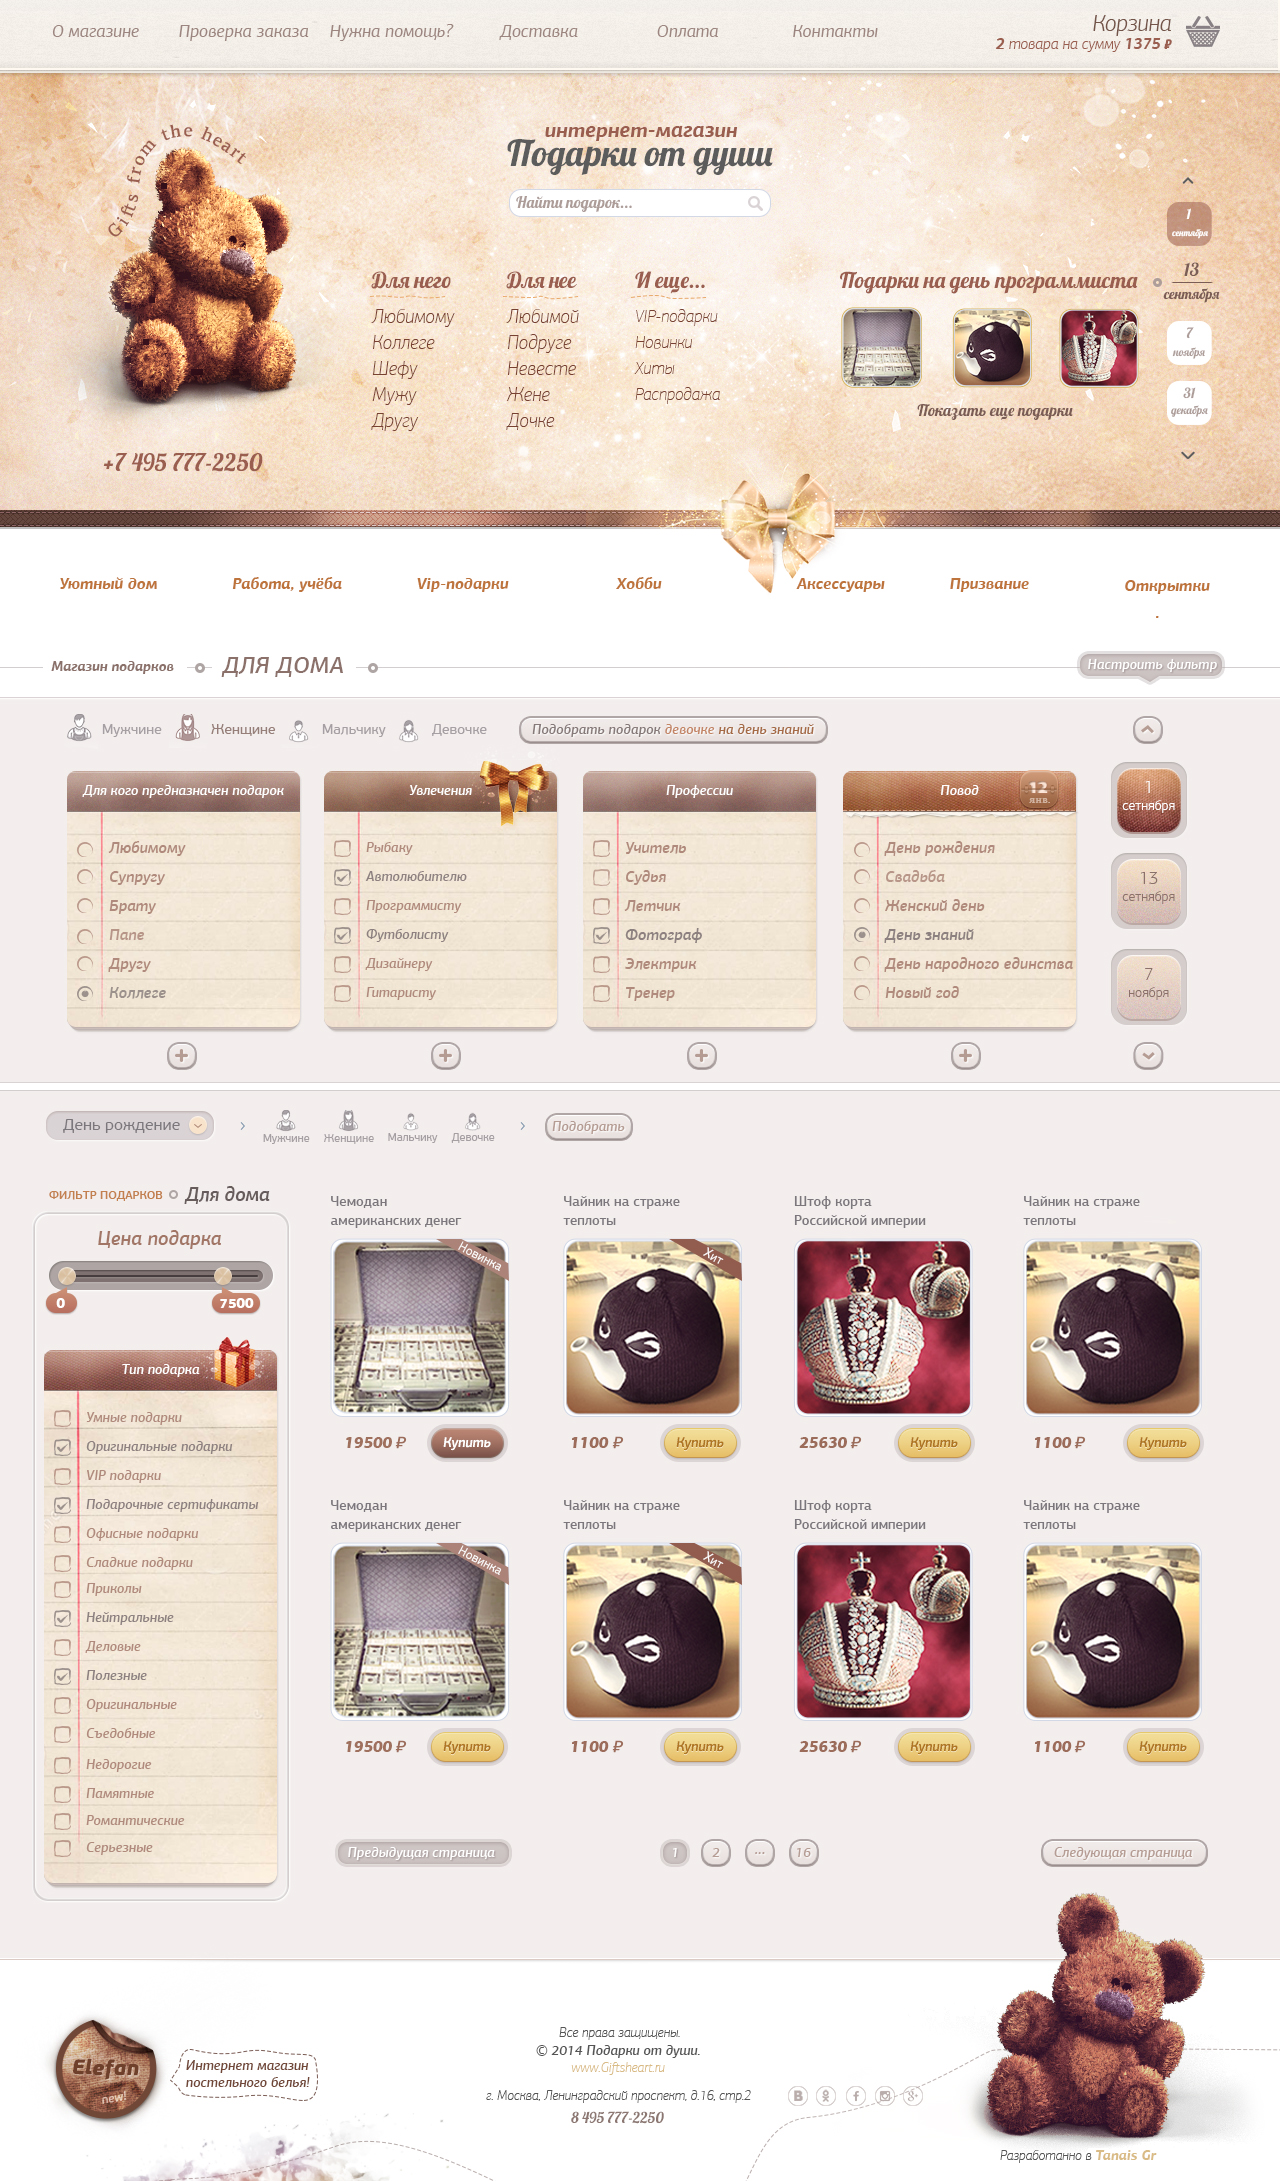 О магазине
Проверка заказа
Нужна помощь?
Доставка
Оплата
Контакты
Корзина
2 товара на сумму 1375 ₽
Gifts from the heart
интернет-магазин
Подарки от души
Найти подарок...
+7 495 777-2250
Для него
Любимому
Коллеге
Шефу
Мужу
Другу
Для нее
Любимой
Подруге
Невесте
Жене
Дочке
И еще...
VIP-подарки
Новинки
Хиты
Распродажа
Подарки на день программиста
Показать еще подарки
1
сентября
13
сентября
7
ноября
31
декабря
Уютный дом
Работа, учёба
Vip-подарки
Хобби
Аксессуары
Призвание
Открытки
.
Магазин подарков
ДЛЯ ДОМА
Настроить фильтр
Мужчине
Женщине
Мальчику
Девочке
Подобрать подарок девочке на день знаний
Для кого предназначен подарок
Любимому
Супругу
Брату
Папе
Другу
Коллеге
Увлечения
Рыбаку
Автолюбителю
Программисту
Футболисту
Дизайнеру
Гитаристу
Профессии
Учитель
Судья
Летчик
Фотограф
Электрик
Тренер
Повод
12
янв.
День рождения
Свадьба
Женский день
День знаний
День народного единства
Новый год
1
сетнября
13
сетнября
7
ноября
День рождение
Мужчине
Женщине
Мальчику
Девочке
Подобрать
ФИЛЬТР ПОДАРКОВ
Для дома
Цена подарка
0
7500
Тип подарка
Умные подарки
Оригинальные подарки
VIP подарки
Подарочные сертификаты
Офисные подарки
Сладкие подарки
Приколы
Нейтральные
Деловые
Полезные
Оригинальные
Съедобные
Недорогие
Памятные
Романтические
Серьезные
Чемодан
американских денег
Новинка
19500 ₽
Купить
Чайник на страже
теплоты
Хит
1100 ₽
Купить
Штоф корта
Российской империи
25630 ₽
Купить
Чайник на страже
теплоты
1100 ₽
Купить
Чемодан
американских денег
Новинка
19500 ₽
Купить
Чайник на страже
теплоты
Хит
1100 ₽
Купить
Штоф корта
Российской империи
25630 ₽
Купить
Чайник на страже
теплоты
1100 ₽
Купить
Предыдущая страница
1
2
...
16
Следующая страница
Elefan
new!
Интернет магазин
постельного белья!
Все права защищены.
© 2014 Подарки от души.
www.Giftsheart.ru
г. Москва, Ленинградский проспект, д.16, стр.2
8 495 777-2250
Разработанно в Tanais Gr